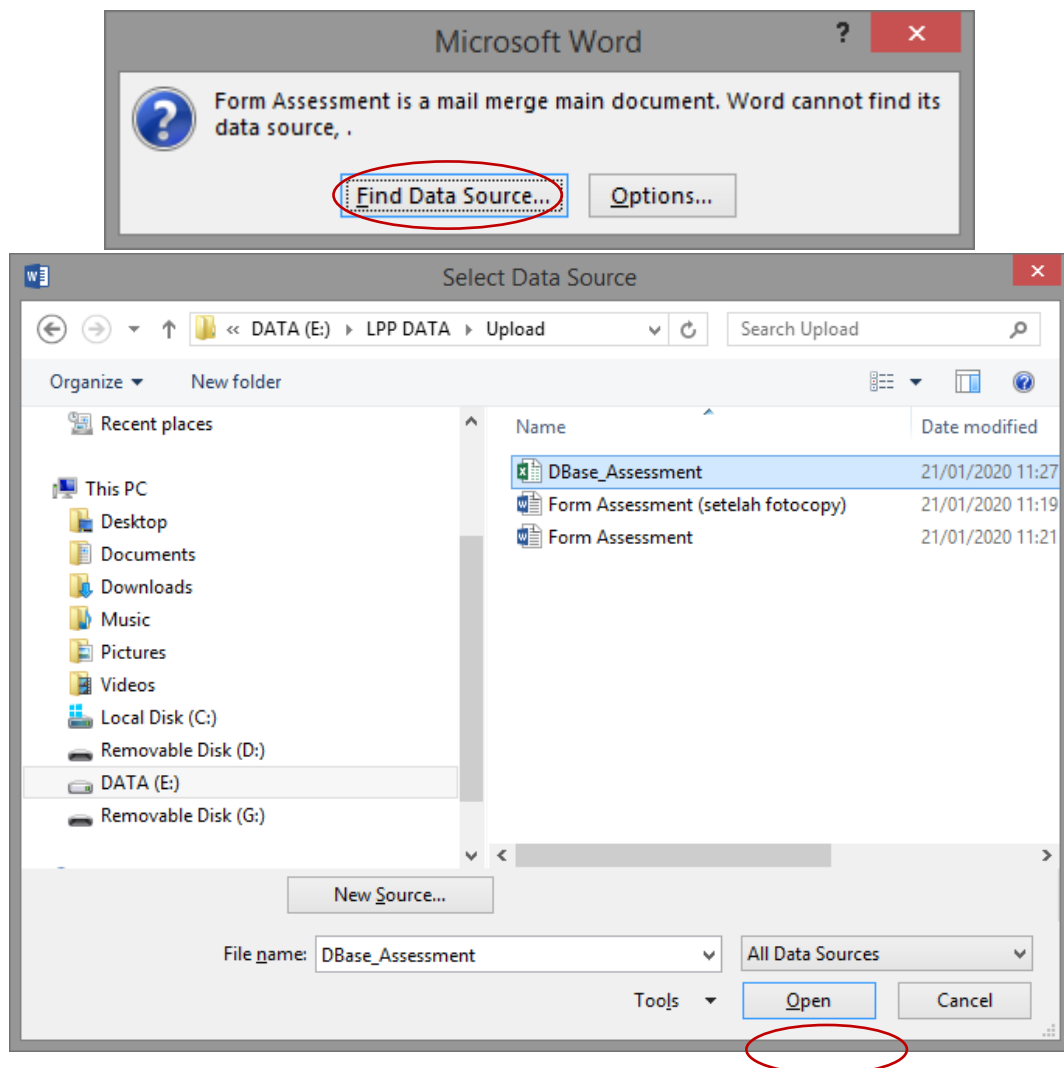 Microsoft Word
?
Form Assessment is a mail merge main document. Word cannot find its
data source, .
Find Data Source...
Options...
Select Data Source
« DATA (E:) LPP DATA Upload
Search Upload
Organize
New folder
Recent places
Name
Date modified
DBase_Assessment
21/01/2020 11:27
This PC
Form Assessment (setelah fotocopy)
21/01/2020 11:19
Desktop
Form Assessment
21/01/2020 11:21
Documents
Downloads
Music
Pictures
Videos
Local Disk (C:)
Removable Disk (D:)
DATA (E:)
Removable Disk (G:)
New Source...
File name:
DBase_Assessment
All Data Sources
Tools
Open
Cancel